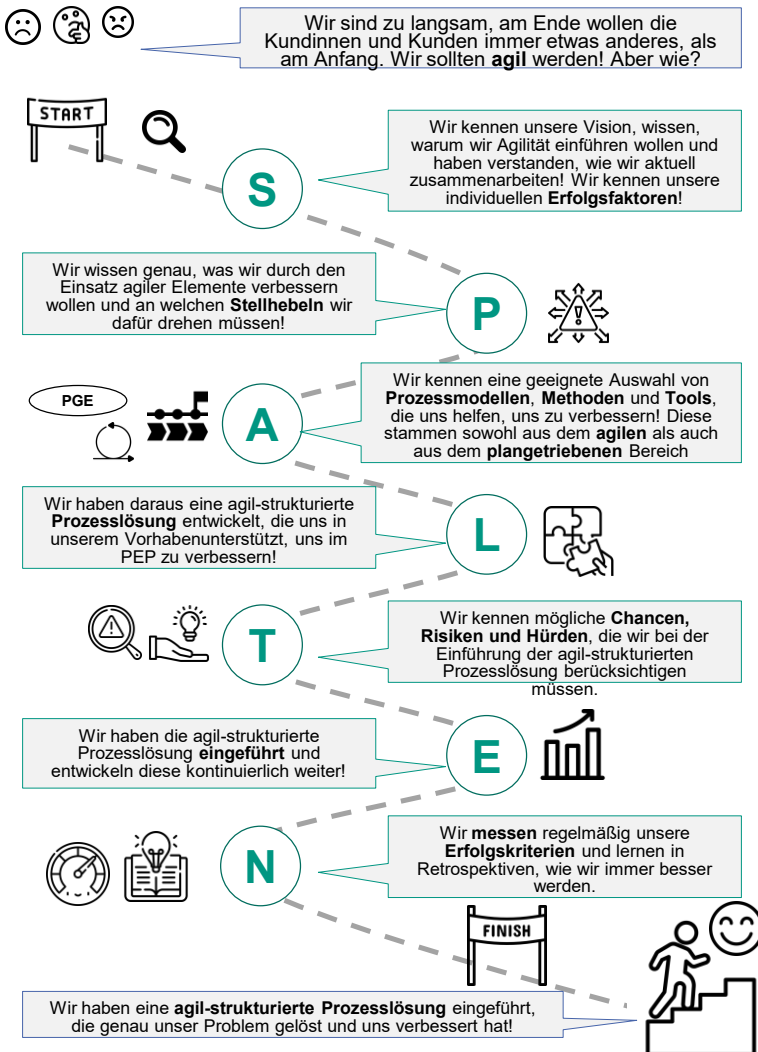 Wir sind zu langsam, am Ende wollen die
Kundinnen und Kunden immer etwas anderes, als
am Anfang. Wir sollten agil werden! Aber wie?
START
S
Wir kennen unsere Vision, wissen,
warum wir Agilität einführen wollen und
haben verstanden, wie wir aktuell
zusammenarbeiten! Wir kennen unsere
individuellen Erfolgsfaktoren!
Wir wissen genau, was wir durch den
Einsatz agiler Elemente verbessern
wollen und an welchen Stellhebeln wir
dafür drehen müssen!
P
PGE
A
Wir kennen eine geeignete Auswahl von
Prozessmodellen, Methoden und Tools,
die uns helfen, uns zu verbessern! Diese
stammen sowohl aus dem agilen als auch
aus dem plangetriebenen Bereich
Wir haben daraus eine agil-strukturierte
Prozesslösung entwickelt, die uns in
unserem Vorhabenunterstützt, uns im
PEP zu verbessern!
L
T
Wir kennen mögliche Chancen,
Risiken und Hürden, die wir bei der
Einführung der agil-strukturierten
Prozesslösung berücksichtigen
müssen.
Wir haben die agil-strukturierte
Prozesslösung eingeführt und
entwickeln diese kontinuierlich weiter!
E
N
Wir messen regelmäßig unsere
Erfolgskriterien und lernen in
Retrospektiven, wie wir immer besser
werden.
FINISH
Wir haben eine agil-strukturierte Prozesslösung eingeführt,
die genau unser Problem gelöst und uns verbessert hat!